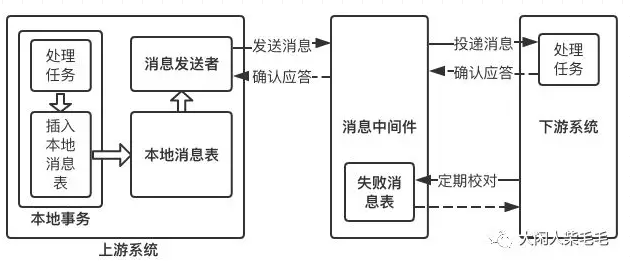 处理
任务
插入
本地
消息
表
本地事务
消息发送者
本地消息表
上游系统
发送消息
确认应答
消息中间件
失败消
息表
投递消息
确认应答
定期校对
处理
任务
下游系统
大闲人柴毛毛